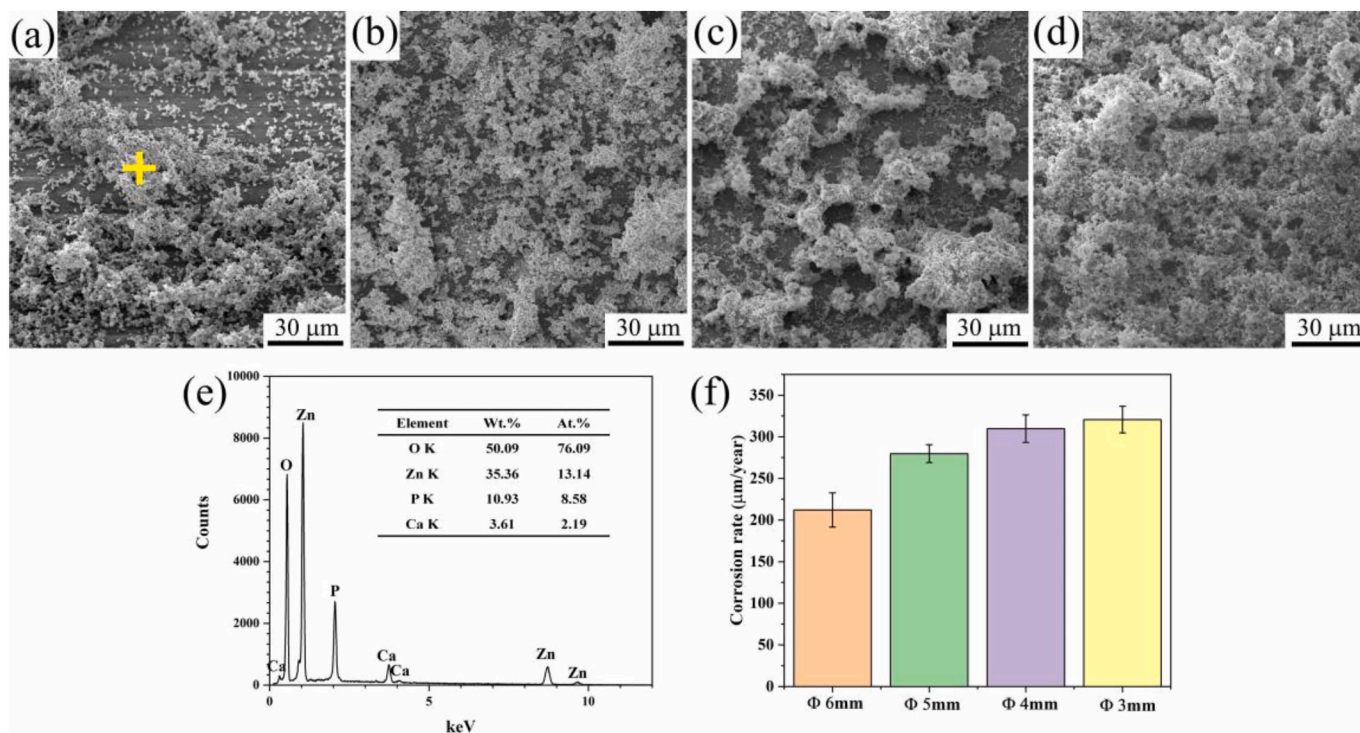 (a)
(b)
(c)
(d)
30 μm
30 μm
30 μm
30 μm
(e)
10000
8000
6000
4000
2000
0
Counts
Ca
O
Zn
P
Ca
Ca
Zn
Zn
Element Wt.% At.%
O K 50.09 76.09
Zn K 35.36 13.14
P K 10.93 8.58
Ca K 3.61 2.19
0 5 10
keV
(f)
350
300
250
200
150
100
50
0
Corrosion rate (μm/year)
Φ 6mm Φ 5mm Φ 4mm Φ 3mm